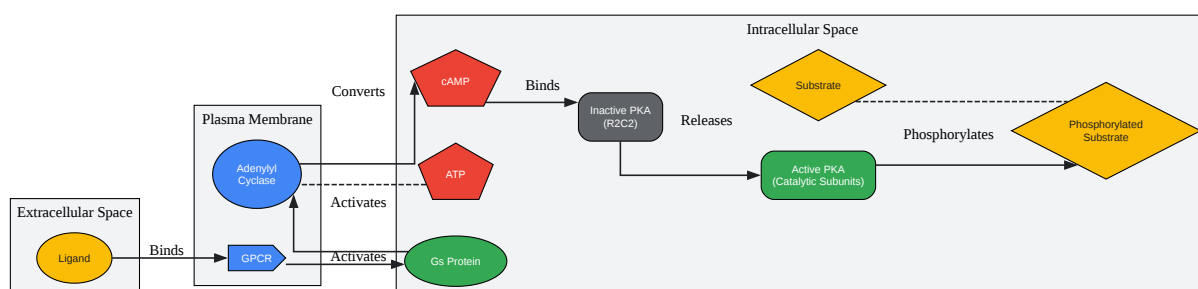 Intracellular Space
cAMP
Converts
Binds
Substrate
Inactive PKA
(R2C2)
Releases
Phosphorylates
Phosphorylated
Substrate
Plasma Membrane
Adenylyl
Cyclase
ATP
Activates
Active PKA
(Catalytic Subunits)
Extracellular Space
Ligand
Binds
GPCR
Activates
Gs Protein